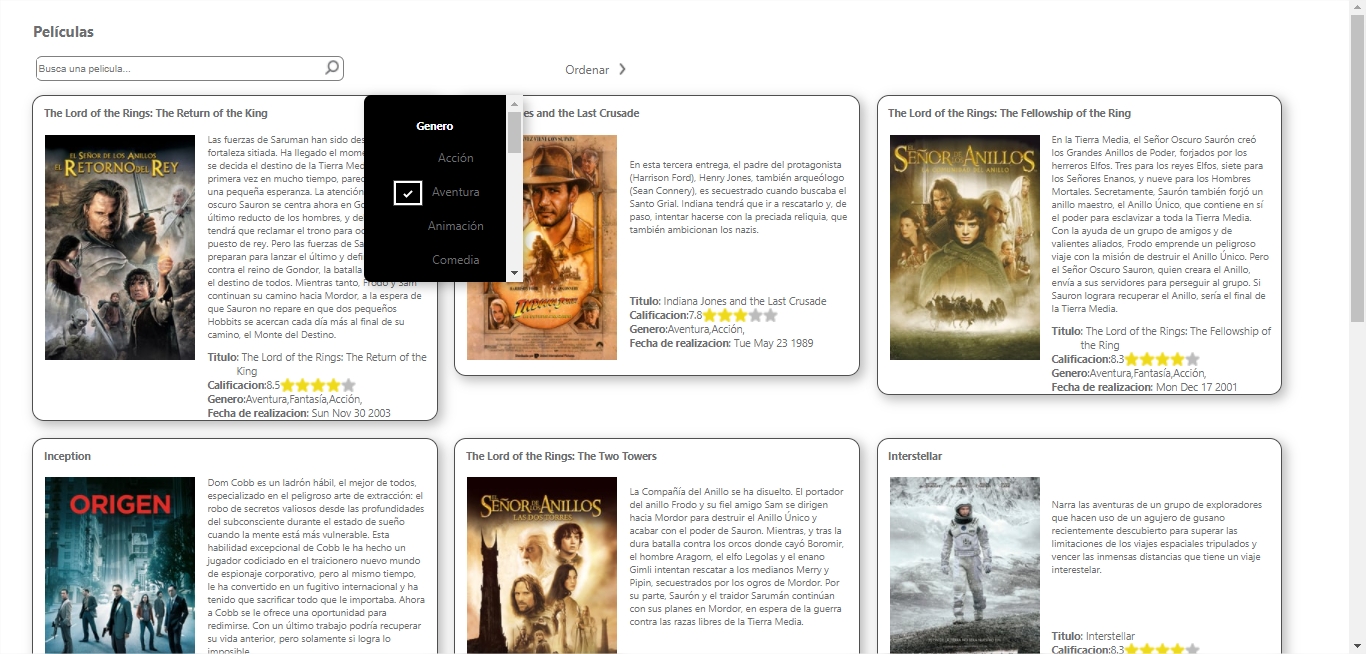 Películas
Busca una pelicula...
Ordenar
The Lord of the Rings: The Return of the King
EL SEÑOR DE LOS ANILLOS
EL RETORNO DEL REY
Las fuerzas de Saruman han sido des
fortaleza sitiada. Ha llegado el mome
se decida el destino de la Tierra Med
primera vez en mucho tiempo, parec
una pequeña esperanza. La atención
oscuro Sauron se centra ahora en Go
último reducto de los hombres, y de
tendrá que reclamar el trono para oc
puesto de rey. Pero las fuerzas de Sa
preparan para lanzar el último y defi
contra el reino de Gondor, la batalla
el destino de todos. Mientras tanto, Frodo y Sam
continuan su camino hacia Mordor, a la espera de
que Sauron no repare en que dos pequeños
Hobbits se acercan cada día más al final de su
camino, el Monte del Destino.
Titulo: The Lord of the Rings: The Return of the
King
Calificacion:8.5
Genero:Aventura,Fantasía,Acción,
Fecha de realizacion: Sun Nov 30 2003
Genero
Acción
Aventura
Animación
Comedia
es and the Last Crusade
En esta tercera entrega, el padre del protagonista
(Harrison Ford), Henry Jones, también arqueólogo
(Sean Connery), es secuestrado cuando buscaba el
Santo Grial. Indiana tendrá que ir a rescatarlo y, de
paso, intentar hacerse con la preciada reliquia, que
también ambicionan los nazis.
Titulo: Indiana Jones and the Last Crusade
Calificacion:7.8
Genero:Aventura,Acción,
Fecha de realizacion: Tue May 23 1989
The Lord of the Rings: The Fellowship of the Ring
EL SEÑOR DE LOS ANILLOS
LA COMUNIDAD DEL ANILLO
En la Tierra Media, el Señor Oscuro Saurón creó
los Grandes Anillos de Poder, forjados por los
herreros Elfos. Tres para los reyes Elfos, siete para
los Señores Enanos, y nueve para los Hombres
Mortales. Secretamente, Saurón también forjó un
anillo maestro, el Anillo Único, que contiene en sí
el poder para esclavizar a toda la Tierra Media.
Con la ayuda de un grupo de amigos y de
valientes aliados, Frodo emprende un peligroso
viaje con la misión de destruir el Anillo Único. Pero
el Señor Oscuro Sauron, quien creara el Anillo,
envía a sus servidores para perseguir al grupo. Si
Sauron lograra recuperar el Anillo, sería el final de
la Tierra Media.
Titulo: The Lord of the Rings: The Fellowship of
the Ring
Calificacion:8.3
Genero:Aventura,Fantasía,Acción,
Fecha de realizacion: Mon Dec 17 2001
Inception
ORIGEN
Dom Cobb es un ladrón hábil, el mejor de todos,
especializado en el peligroso arte de extracción: el
robo de secretos valiosos desde las profundidades
del subconsciente durante el estado de sueño
cuando la mente está más vulnerable. Esta
habilidad excepcional de Cobb le ha hecho un
jugador codiciado en el traicionero nuevo mundo
de espionaje corporativo, pero al mismo tiempo,
le ha convertido en un fugitivo internacional y ha
tenido que sacrificar todo que le importaba. Ahora
a Cobb se le ofrece una oportunidad para
redimirse. Con un último trabajo podría recuperar
su vida anterior, pero solamente si logra lo
imposible
The Lord of the Rings: The Two Towers
EL SEÑOR DE LOS ANILLOS
LAS DOS TORRES
La Compañía del Anillo se ha disuelto. El portador
del anillo Frodo y su fiel amigo Sam se dirigen
hacia Mordor para destruir el Anillo Único y
acabar con el poder de Sauron. Mientras, y tras la
dura batalla contra los orcos donde cayó Boromir,
el hombre Aragorn, el elfo Legolas y el enano
Gimli intentan rescatar a los medianos Merry y
Pipin, secuestrados por los ogros de Mordor. Por
su parte, Saurón y el traidor Sarumán continúan
con sus planes en Mordor, en espera de la guerra
contra las razas libres de la Tierra Media.
Interstellar
Narra las aventuras de un grupo de exploradores
que hacen uso de un agujero de gusano
recientemente descubierto para superar las
limitaciones de los viajes espaciales tripulados y
vencer las inmensas distancias que tiene un viaje
interestelar.
Titulo: Interstellar
Calificacion:8.3